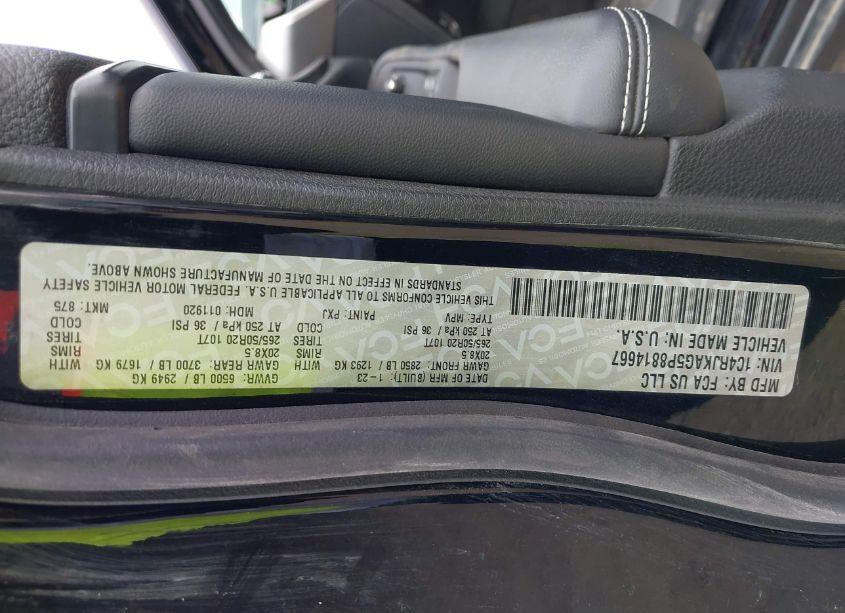 MFD BY: FCA US LLC
VIN: 1C4RJKAG5P8814667
VEHICLE MADE IN: U.S.A.
DATE OF MFR (BUILT): 1-23
GVWR: 6500 LB / 2949 KG
GAWR FRONT: 2850 LB / 1293 KG WITH
GAWR REAR: 3700 LB / 1679 KG WITH
20X8.5 RIMS
20X8.5 RIMS
265/50R20 107T TIRES
265/50R20 107T TIRES
AT 250 kPa / 36 PSI COLD
AT 250 kPa / 36 PSI COLD
TYPE: MPV
PAINT: PXJ
MDH: 011920
MKT: 875
THIS VEHICLE CONFORMS TO ALL APPLICABLE U.S.A. FEDERAL MOTOR VEHICLE SAFETY
STANDARDS IN EFFECT ON THE DATE OF MANUFACTURE SHOWN ABOVE.